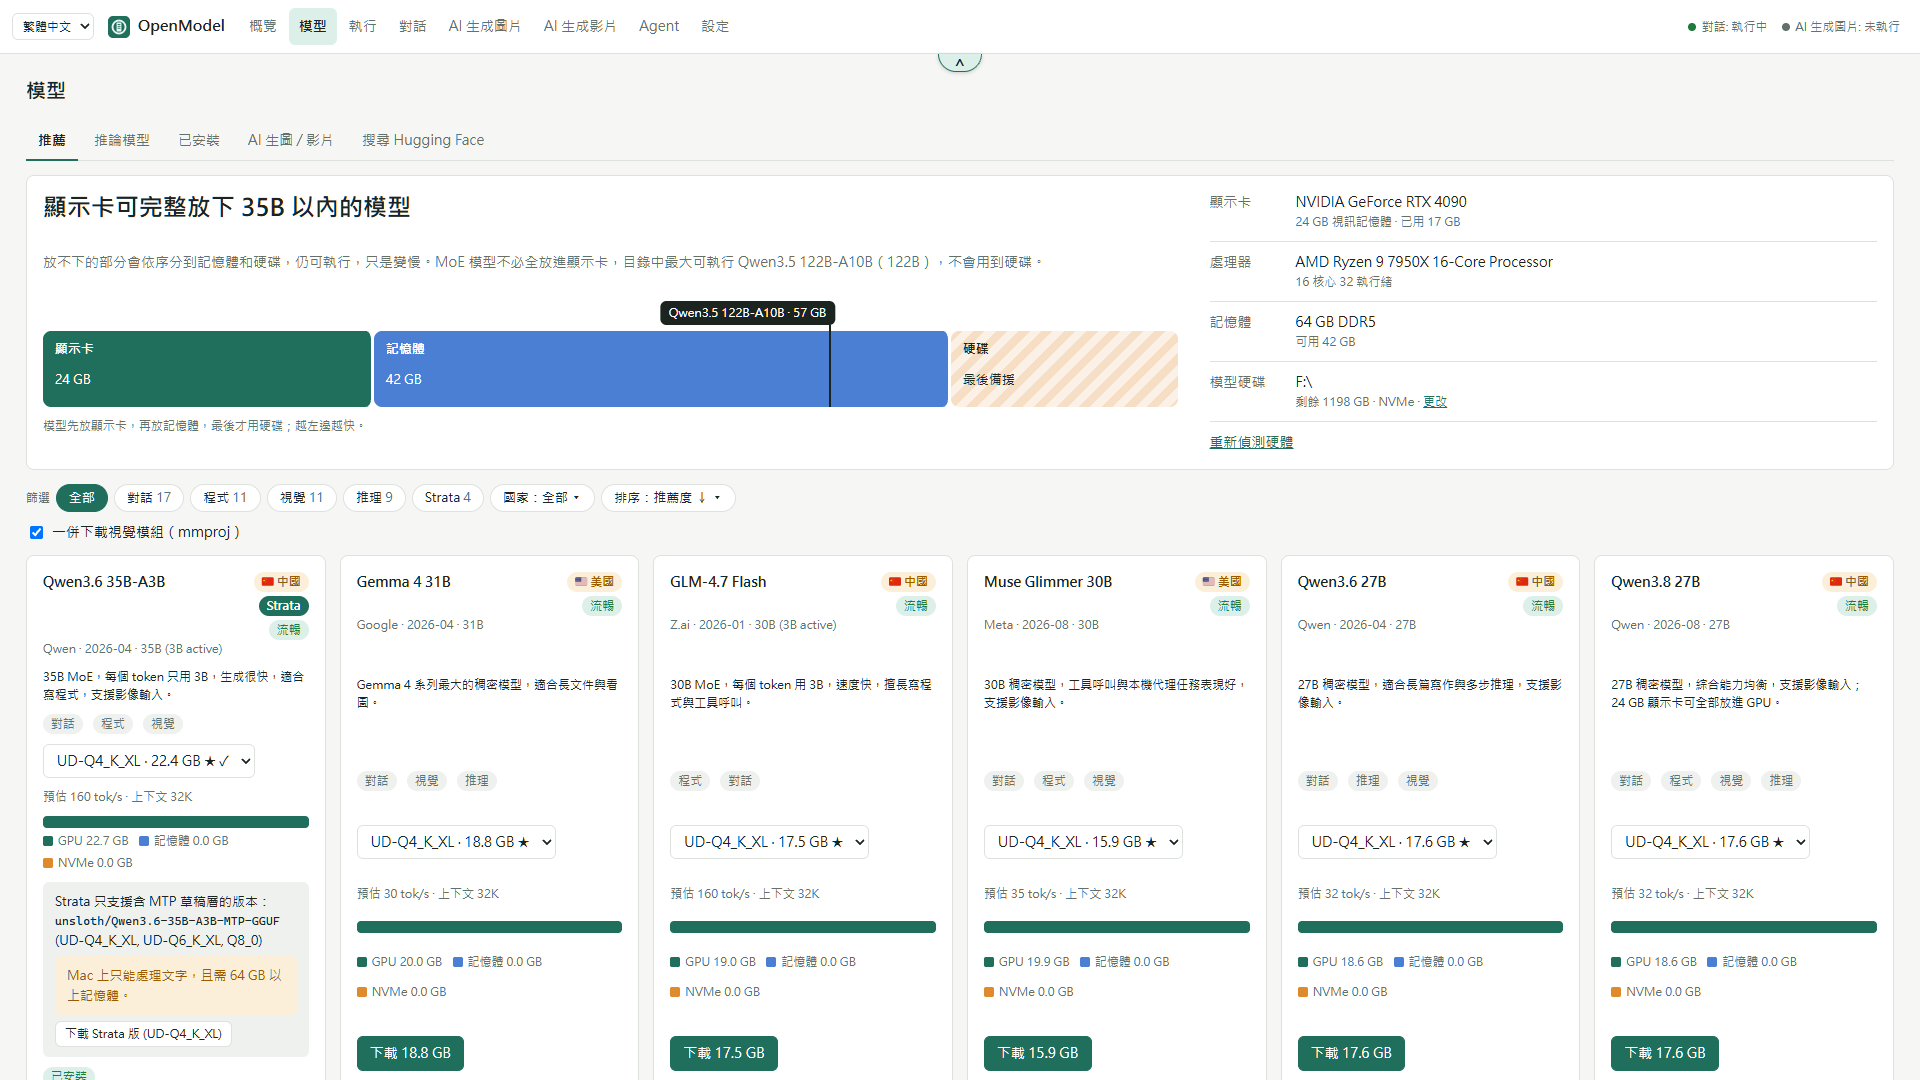 繁體中文
OpenModel
概覽
模型
執行
對話
AI 生成圖片
AI 生成影片
Agent
設定
對話: 執行中
AI 生成圖片: 未執行
模型
推薦
推論模型
已安裝
AI 生圖 / 影片
搜尋 Hugging Face
顯示卡可完整放下 35B 以內的模型
放不下的部分會依序分到記憶體和硬碟，仍可執行，只是變慢。MoE 模型不必全放進顯示卡，目錄中最大可執行 Qwen3.5 122B-A10B（122B），不會用到硬碟。
Qwen3.5 122B-A10B · 57 GB
顯示卡
24 GB
記憶體
42 GB
硬碟
最後備援
模型先放顯示卡，再放記憶體，最後才用硬碟；越左邊越快。
顯示卡
NVIDIA GeForce RTX 4090
24 GB 視訊記憶體 · 已用 17 GB
處理器
AMD Ryzen 9 7950X 16-Core Processor
16 核心 32 執行緒
記憶體
64 GB DDR5
可用 42 GB
模型硬碟
F:\
剩餘 1198 GB · NVMe · 更改
重新偵測硬體
篩選
全部
對話 17
程式 11
視覺 11
推理 9
Strata 4
國家：全部
排序：推薦度 ↓
一併下載視覺模組（mmproj）
Qwen3.6 35B-A3B
中國
Strata
流暢
Qwen · 2026-04 · 35B (3B active)
35B MoE，每個 token 只用 3B，生成很快，適合
寫程式，支援影像輸入。
對話 程式 視覺
UD-Q4_K_XL · 22.4 GB ★ ✓
預估 160 tok/s · 上下文 32K
GPU 22.7 GB 記憶體 0.0 GB
NVMe 0.0 GB
Strata 只支援含 MTP 草稿層的版本：
unsloth/Qwen3.6-35B-A3B-MTP-GGUF
(UD-Q4_K_XL, UD-Q6_K_XL, Q8_0)
Mac 上只能處理文字，且需 64 GB 以
上記憶體。
下載 Strata 版 (UD-Q4_K_XL)
已安裝
Gemma 4 31B
美國
流暢
Google · 2026-04 · 31B
Gemma 4 系列最大的稠密模型，適合長文件與看
圖。
對話 視覺 推理
UD-Q4_K_XL · 18.8 GB ★
預估 30 tok/s · 上下文 32K
GPU 20.0 GB 記憶體 0.0 GB
NVMe 0.0 GB
下載 18.8 GB
GLM-4.7 Flash
中國
流暢
Z.ai · 2026-01 · 30B (3B active)
30B MoE，每個 token 用 3B，速度快，擅長寫程
式與工具呼叫。
程式 對話
UD-Q4_K_XL · 17.5 GB ★
預估 160 tok/s · 上下文 32K
GPU 19.0 GB 記憶體 0.0 GB
NVMe 0.0 GB
下載 17.5 GB
Muse Glimmer 30B
美國
流暢
Meta · 2026-08 · 30B
30B 稠密模型，工具呼叫與本機代理任務表現好，
支援影像輸入。
對話 程式 視覺
UD-Q4_K_XL · 15.9 GB ★
預估 35 tok/s · 上下文 32K
GPU 19.9 GB 記憶體 0.0 GB
NVMe 0.0 GB
下載 15.9 GB
Qwen3.6 27B
中國
流暢
Qwen · 2026-04 · 27B
27B 稠密模型，適合長篇寫作與多步推理，支援影
像輸入。
對話 推理 視覺
UD-Q4_K_XL · 17.6 GB ★
預估 32 tok/s · 上下文 32K
GPU 18.6 GB 記憶體 0.0 GB
NVMe 0.0 GB
下載 17.6 GB
Qwen3.8 27B
中國
流暢
Qwen · 2026-08 · 27B
27B 稠密模型，綜合能力均衡，支援影像輸入；
24 GB 顯示卡可全部放進 GPU。
對話 程式 視覺 推理
UD-Q4_K_XL · 17.6 GB ★
預估 32 tok/s · 上下文 32K
GPU 18.6 GB 記憶體 0.0 GB
NVMe 0.0 GB
下載 17.6 GB